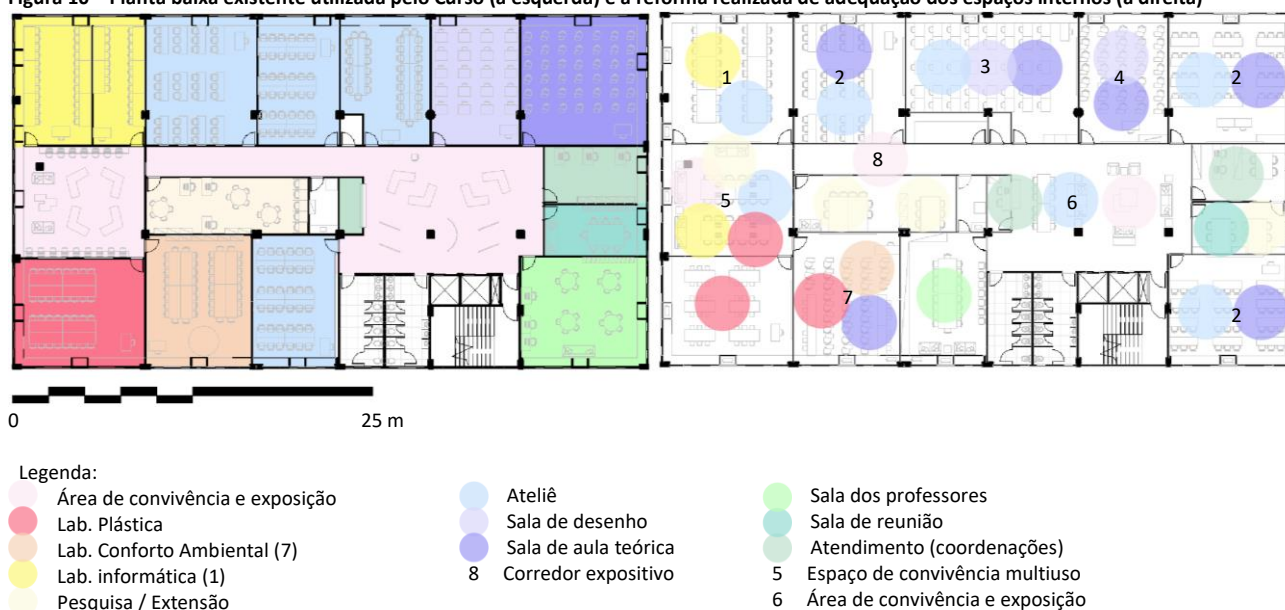 Figura 10 – Planta baixa existente utilizada pelo Curso (à esquerda) e a reforma realizada de adequação dos espaços internos (à direita)
1
2
3
4
2
8
5
6
7
2
0
25 m
Legenda:
Área de convivência e exposição
Lab. Plástica
Lab. Conforto Ambiental (7)
Lab. informática (1)
Pesquisa / Extensão
Ateliê
Sala de desenho
Sala de aula teórica
8 Corredor expositivo
Sala dos professores
Sala de reunião
Atendimento (coordenações)
5 Espaço de convivência multiuso
6 Área de convivência e exposição